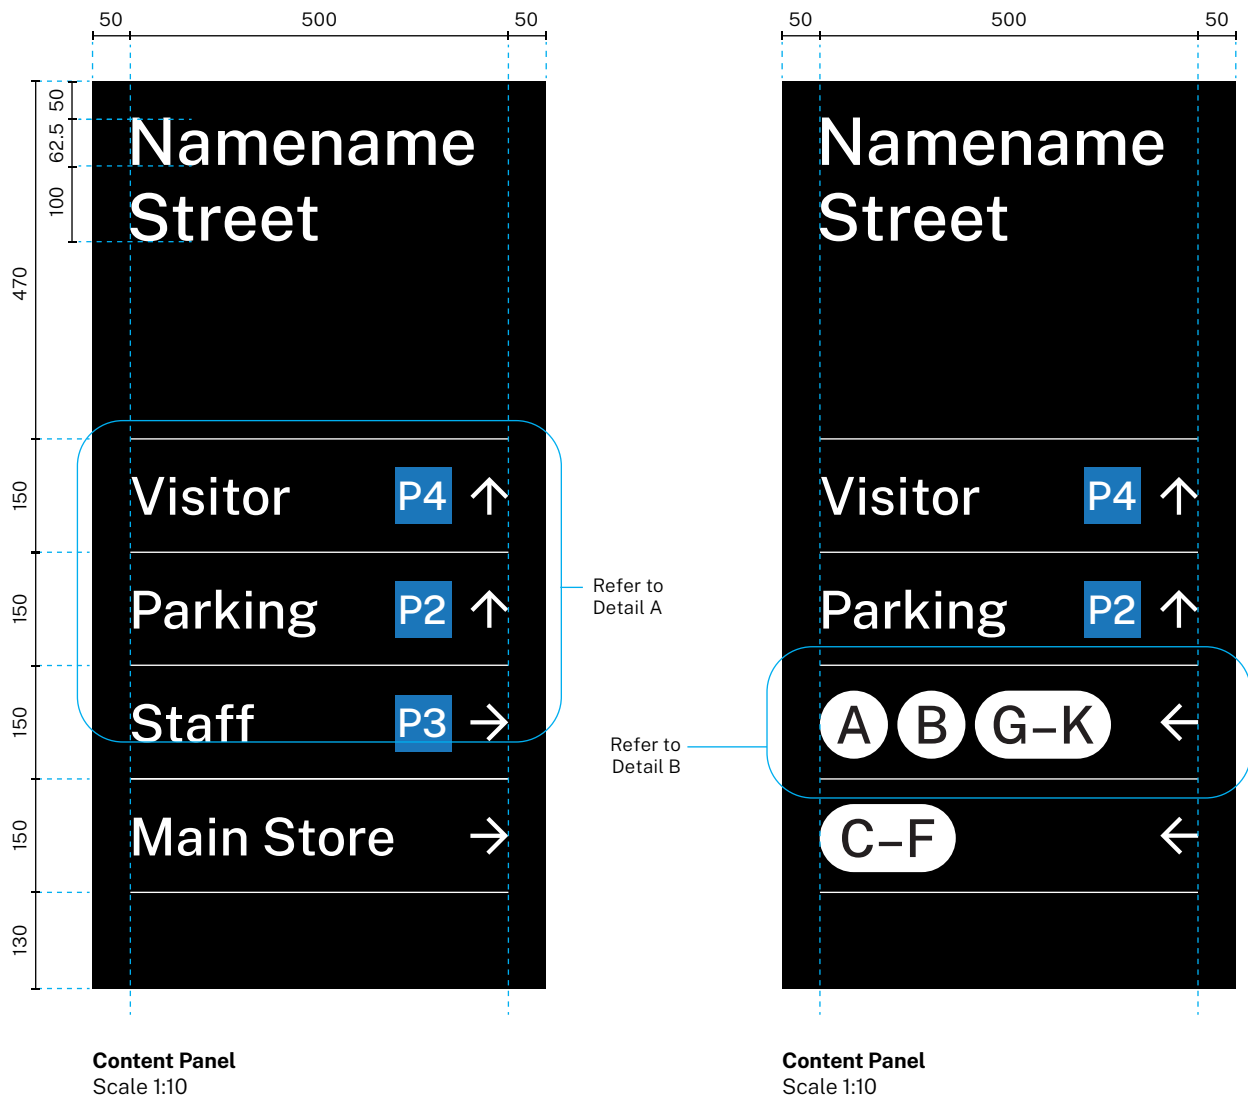 50 500 50
50 500 50
50
62.5
100
470
150
150
150
150
130
Namename
Street
Visitor P4 ↑
Parking P2 ↑
Staff P3 →
Main Store →
Refer to
Detail A
Namename
Street
Visitor P4 ↑
Parking P2 ↑
A B G–K ←
C–F ←
Refer to
Detail B
Content Panel
Scale 1:10
Content Panel
Scale 1:10